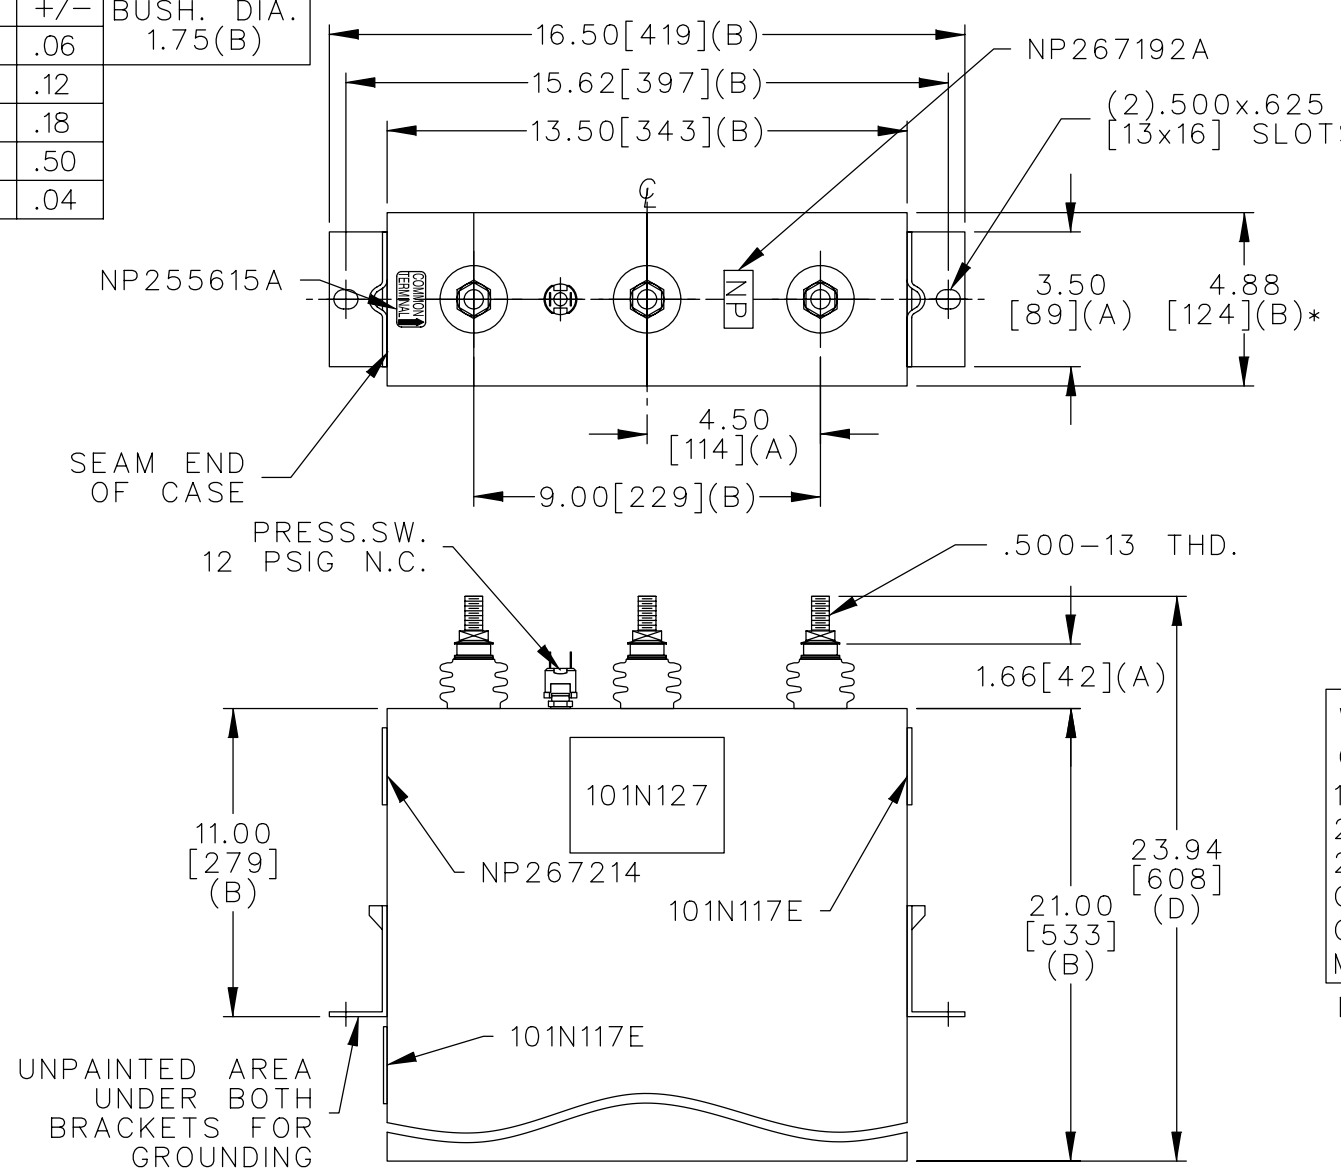 +/-
.06
.12
.18
.50
.04
BUSH. DIA.
1.75(B)
16.50[419](B)
15.62[397](B)
13.50[343](B)
NP267192A
(2).500x.625
[13x16] SLOTS
℄
NP255615A
COMMON
TERMINAL
NP
3.50
[89](A)
4.88
[124](B)*
4.50
[114](A)
9.00[229](B)
SEAM END
OF CASE
PRESS.SW.
12 PSIG N.C.
.500-13 THD.
1.66[42](A)
101N127
11.00
[279]
(B)
NP267214
101N117E
23.94
[608]
(D)
21.00
[533]
(B)
101N117E
UNPAINTED AREA
UNDER BOTH
BRACKETS FOR
GROUNDING